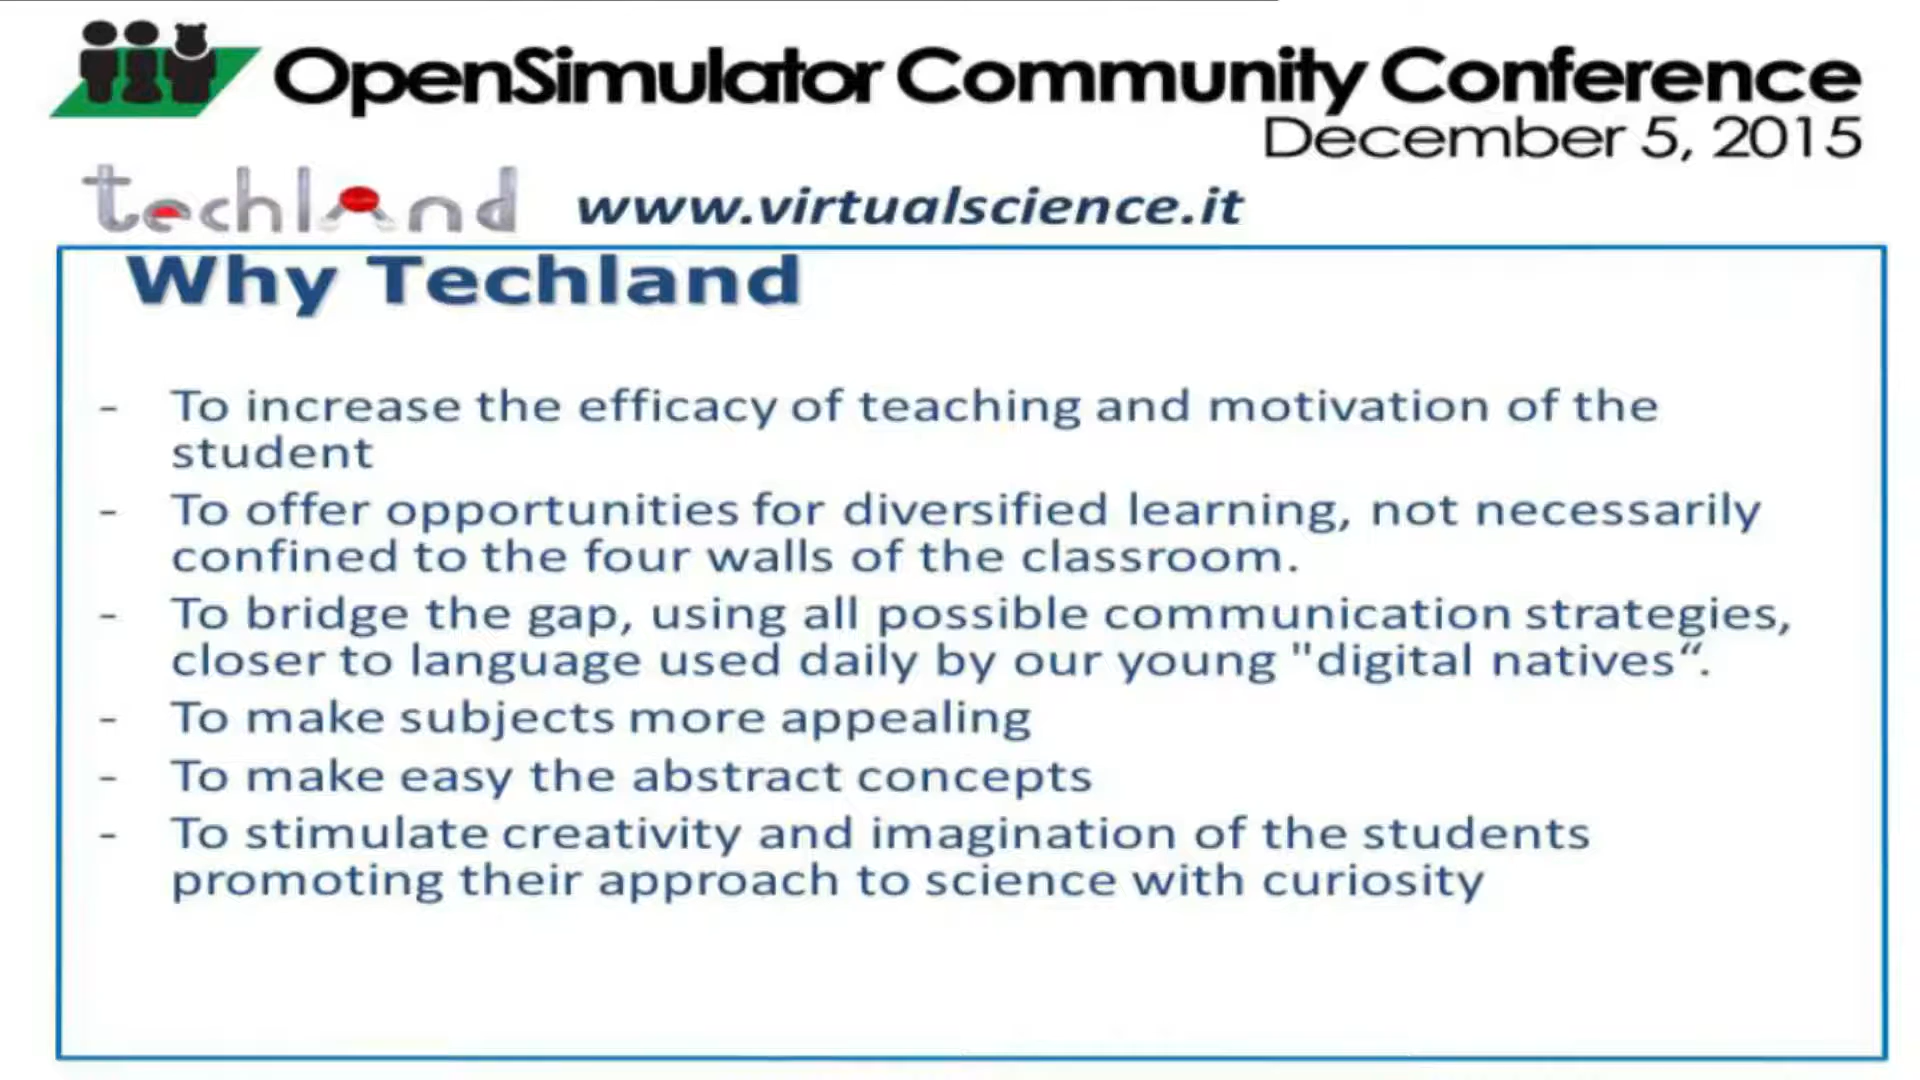 OpenSimulator Community Conference
December 5, 2015
techland www.virtualscience.it
Why Techland
- To increase the efficacy of teaching and motivation of the
student
- To offer opportunities for diversified learning, not necessarily
confined to the four walls of the classroom.
- To bridge the gap, using all possible communication strategies,
closer to language used daily by our young "digital natives“.
- To make subjects more appealing
- To make easy the abstract concepts
- To stimulate creativity and imagination of the students
promoting their approach to science with curiosity